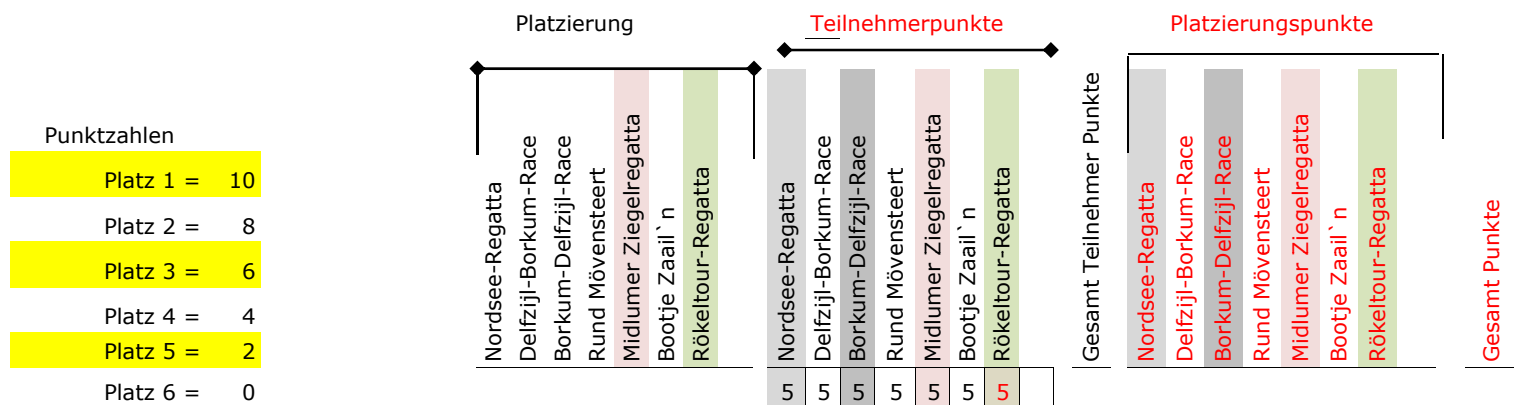 Platzierung
Teilnehmerpunkte
Platzierungspunkte
Punktzahlen
Platz 1 = 10
Platz 2 = 8
Platz 3 = 6
Platz 4 = 4
Platz 5 = 2
Platz 6 = 0
Nordsee-Regatta
Delfzijl-Borkum-Race
Borkum-Delfzijl-Race
Rund Mövensteert
Midlumer Ziegelregatta
Bootje Zaail`n
Rökeltour-Regatta
Nordsee-Regatta
Delfzijl-Borkum-Race
Borkum-Delfzijl-Race
Rund Mövensteert
Midlumer Ziegelregatta
Bootje Zaail`n
Rökeltour-Regatta
Gesamt Teilnehmer Punkte
Nordsee-Regatta
Delfzijl-Borkum-Race
Borkum-Delfzijl-Race
Rund Mövensteert
Midlumer Ziegelregatta
Bootje Zaail`n
Rökeltour-Regatta
Gesamt Punkte
5 5 5 5 5 5 5